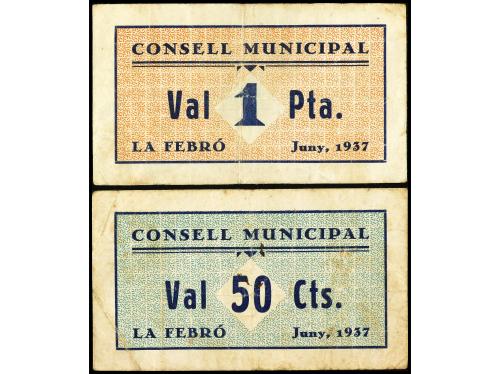 CONSELL MUNICIPAL
Val 1 Pta.
LA FEBRÓ Juny, 1937
CONSELL MUNICIPAL
Val 50 Cts.
LA FEBRÓ Juny, 1937